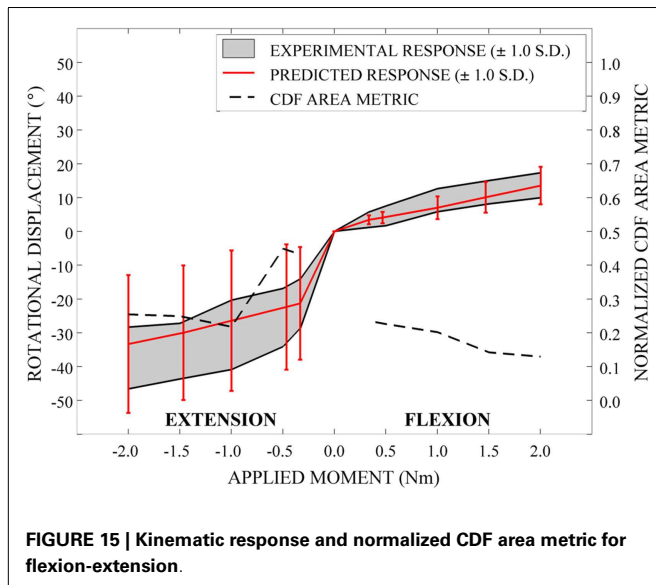 EXPERIMENTAL RESPONSE (± 1.0 S.D.)
PREDICTED RESPONSE (± 1.0 S.D.)
CDF AREA METRIC
ROTATIONAL DISPLACEMENT (°)
50
40
30
20
10
0
-10
-20
-30
-40
-50
1.0
0.9
0.8
0.7
0.6
0.5
0.4
0.3
0.2
0.1
0.0
NORMALIZED CDF AREA METRIC
EXTENSION FLEXION
-2.0 -1.5 -1.0 -0.5 0.0 0.5 1.0 1.5 2.0
APPLIED MOMENT (Nm)
FIGURE 15 | Kinematic response and normalized CDF area metric for
flexion-extension.